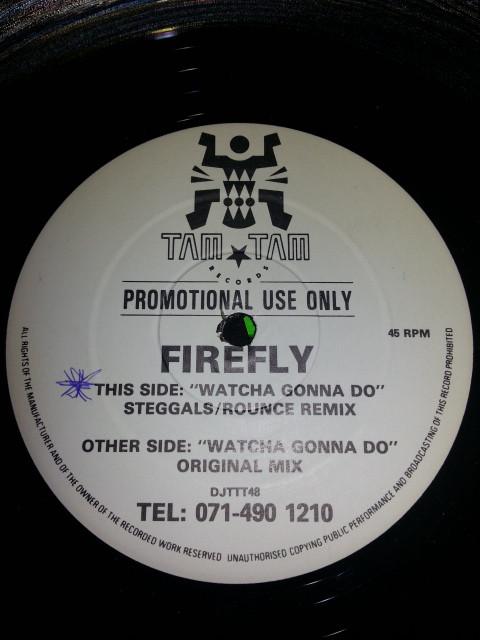 TAM TAM
RECORDS
PROMOTIONAL USE ONLY
45 RPM
FIREFLY
THIS SIDE: "WATCHA GONNA DO"
STEGGALS/ROUNCE REMIX
OTHER SIDE: "WATCHA GONNA DO"
ORIGINAL MIX
DJTTT48
TEL: 071-490 1210
ALL RIGHTS OF THE MANUFACTURER AND OF THE OWNER OF THE RECORDED WORK RESERVED UNAUTHORISED COPYING PUBLIC PERFORMANCE AND BROADCASTING OF THIS RECORD PROHIBITED